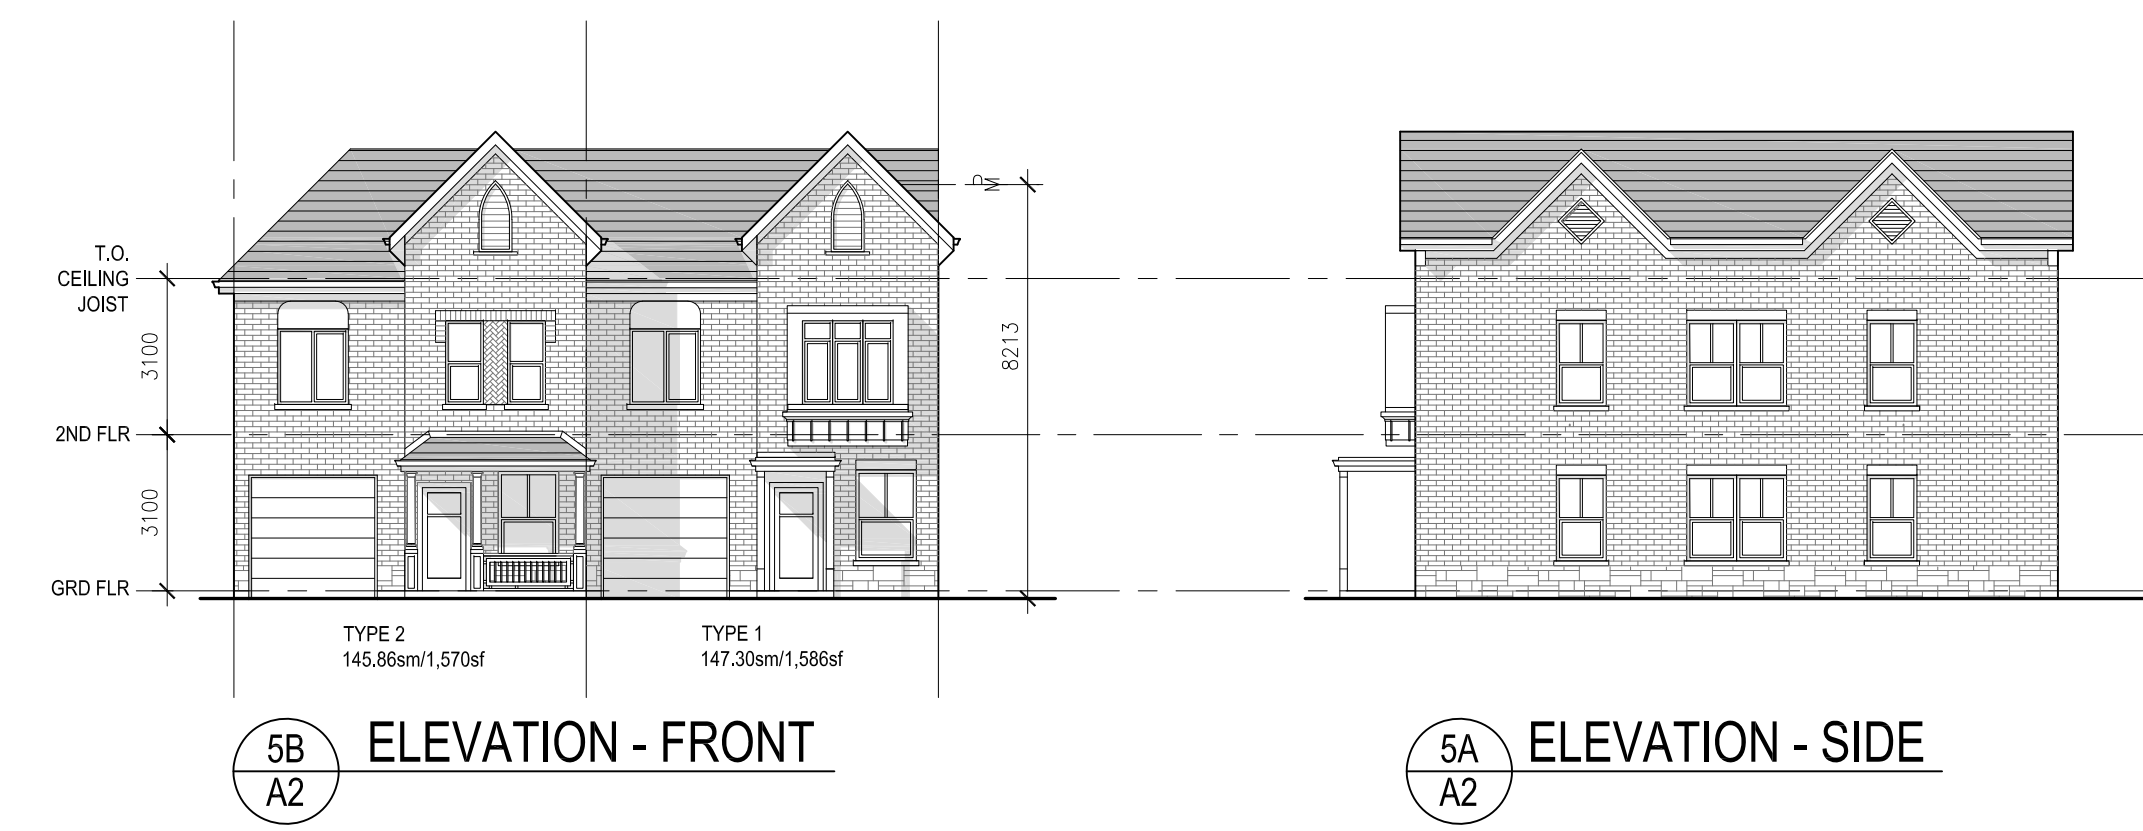 T.O.
CEILING
JOIST
3100
2ND FLR
3100
GRD FLR
PM
8213
TYPE 2
145.86sm/1,570sf
TYPE 1
147.30sm/1,586sf
5B
A2
ELEVATION - FRONT
5A
A2
ELEVATION - SIDE